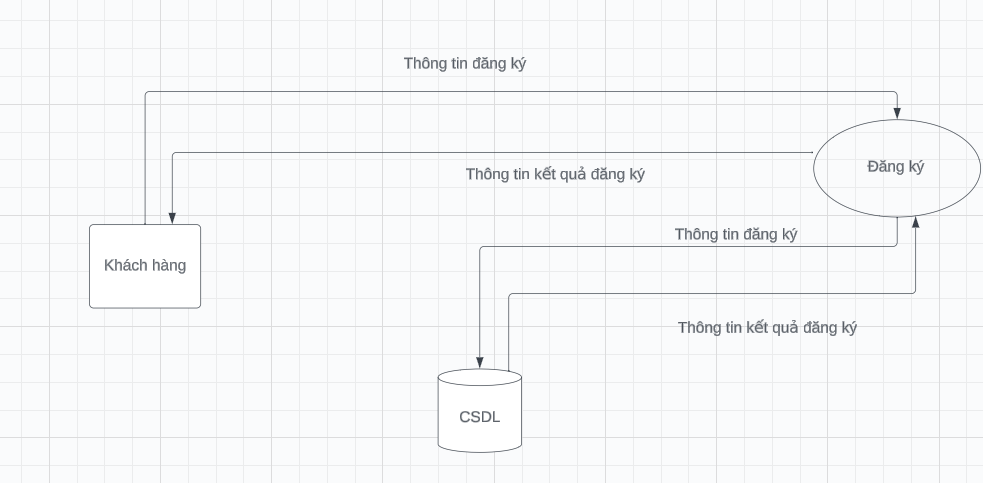 Thông tin đăng ký
Đăng ký
Thông tin kết quả đăng ký
Thông tin đăng ký
Khách hàng
Thông tin kết quả đăng ký
CSDL